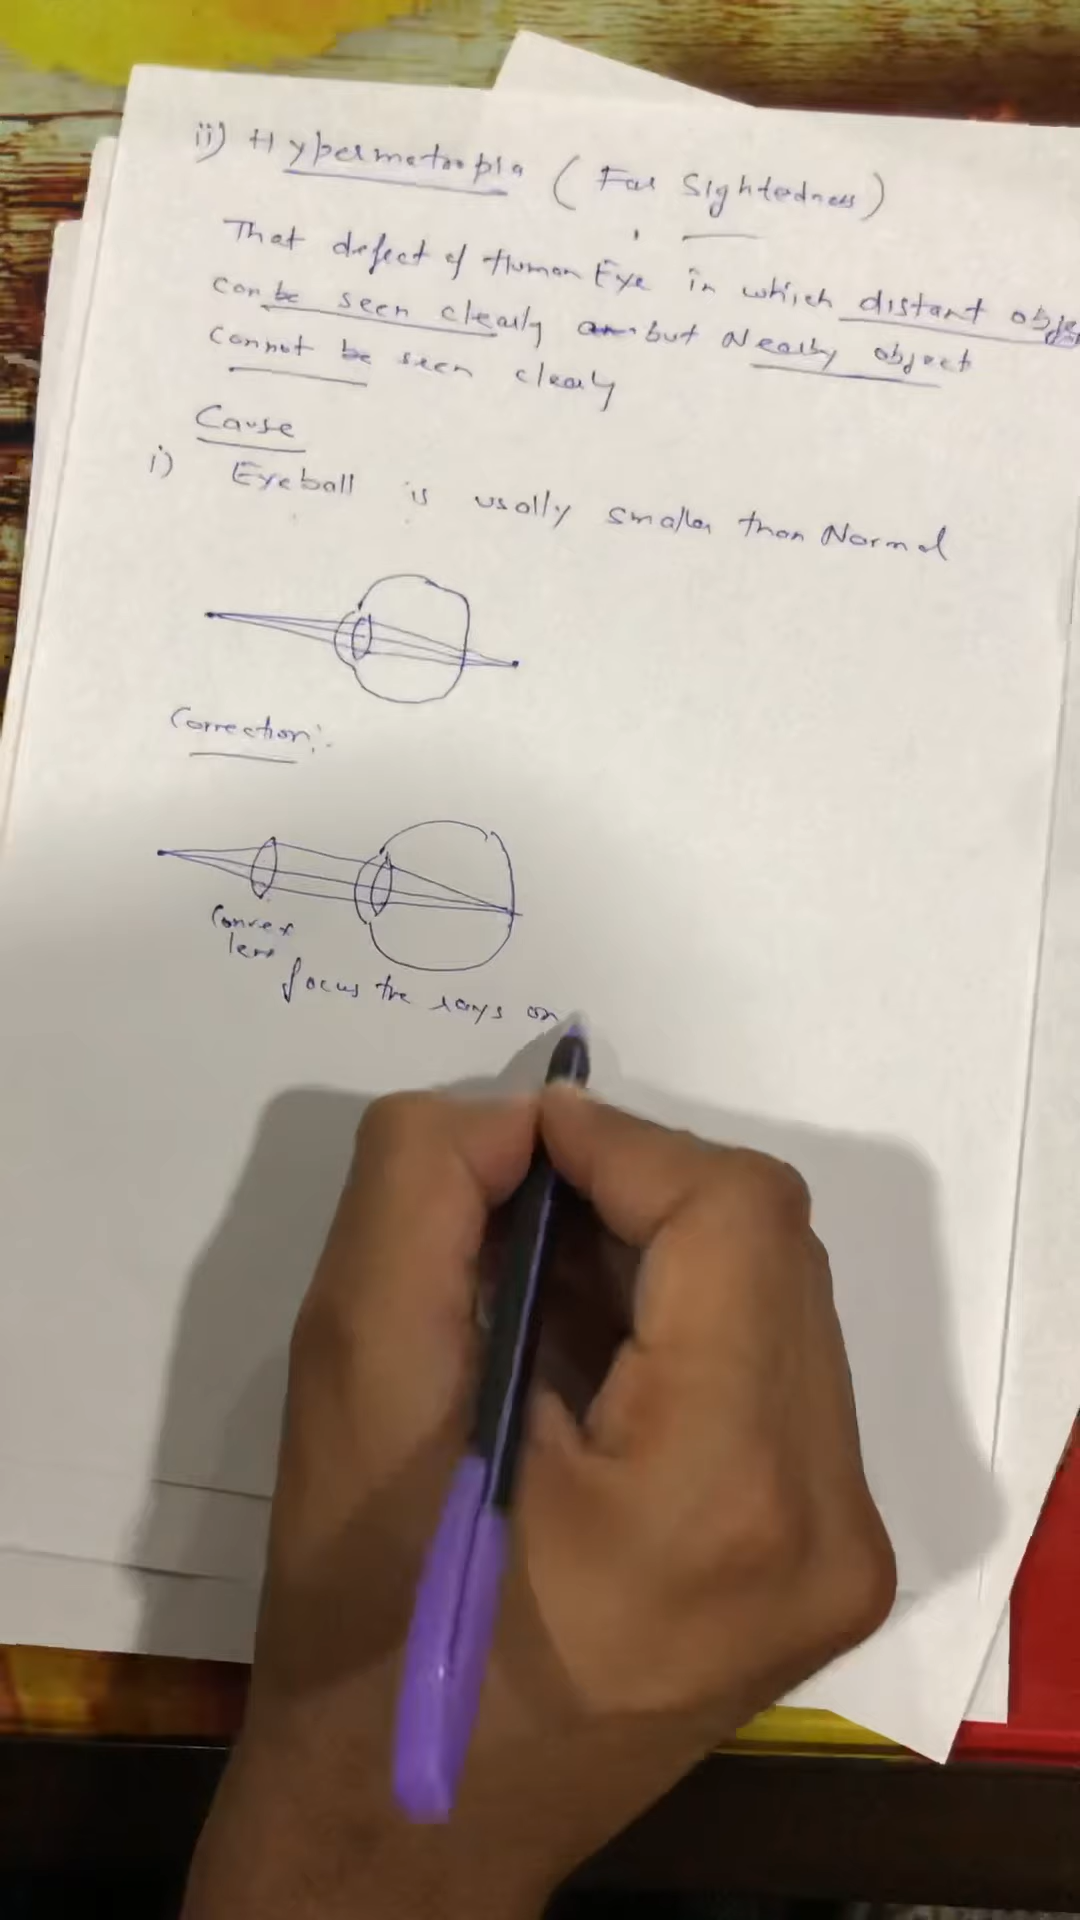 ii) Hypermetropia (Far Sightedness)
That defect of Human Eye in which distant obje
can be seen clearly but Nearby object
cannot be seen clearly
Cause
i) Eyeball is usally smaller than Normal
Correction:-
Convex
lens
focus the rays on